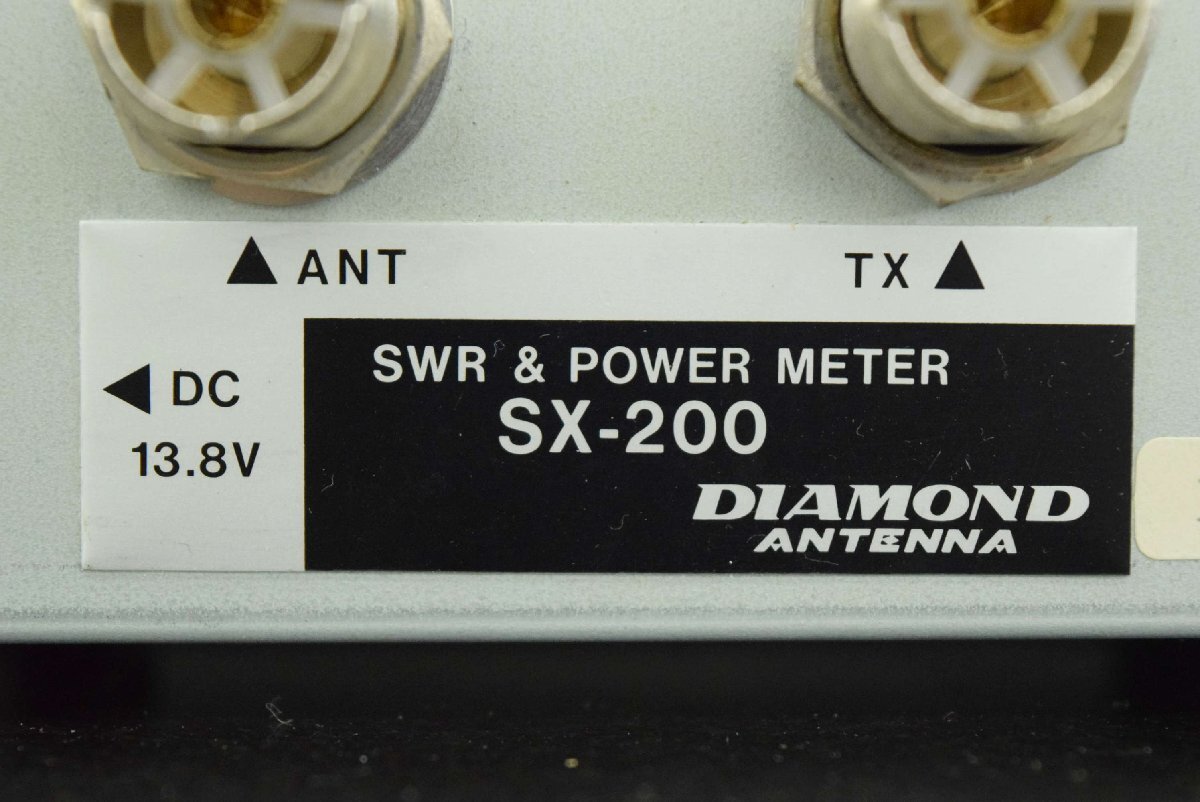 ▲ ANT
TX ▲
◀ DC
13.8V
SWR & POWER METER
SX-200
DIAMOND
ANTENNA